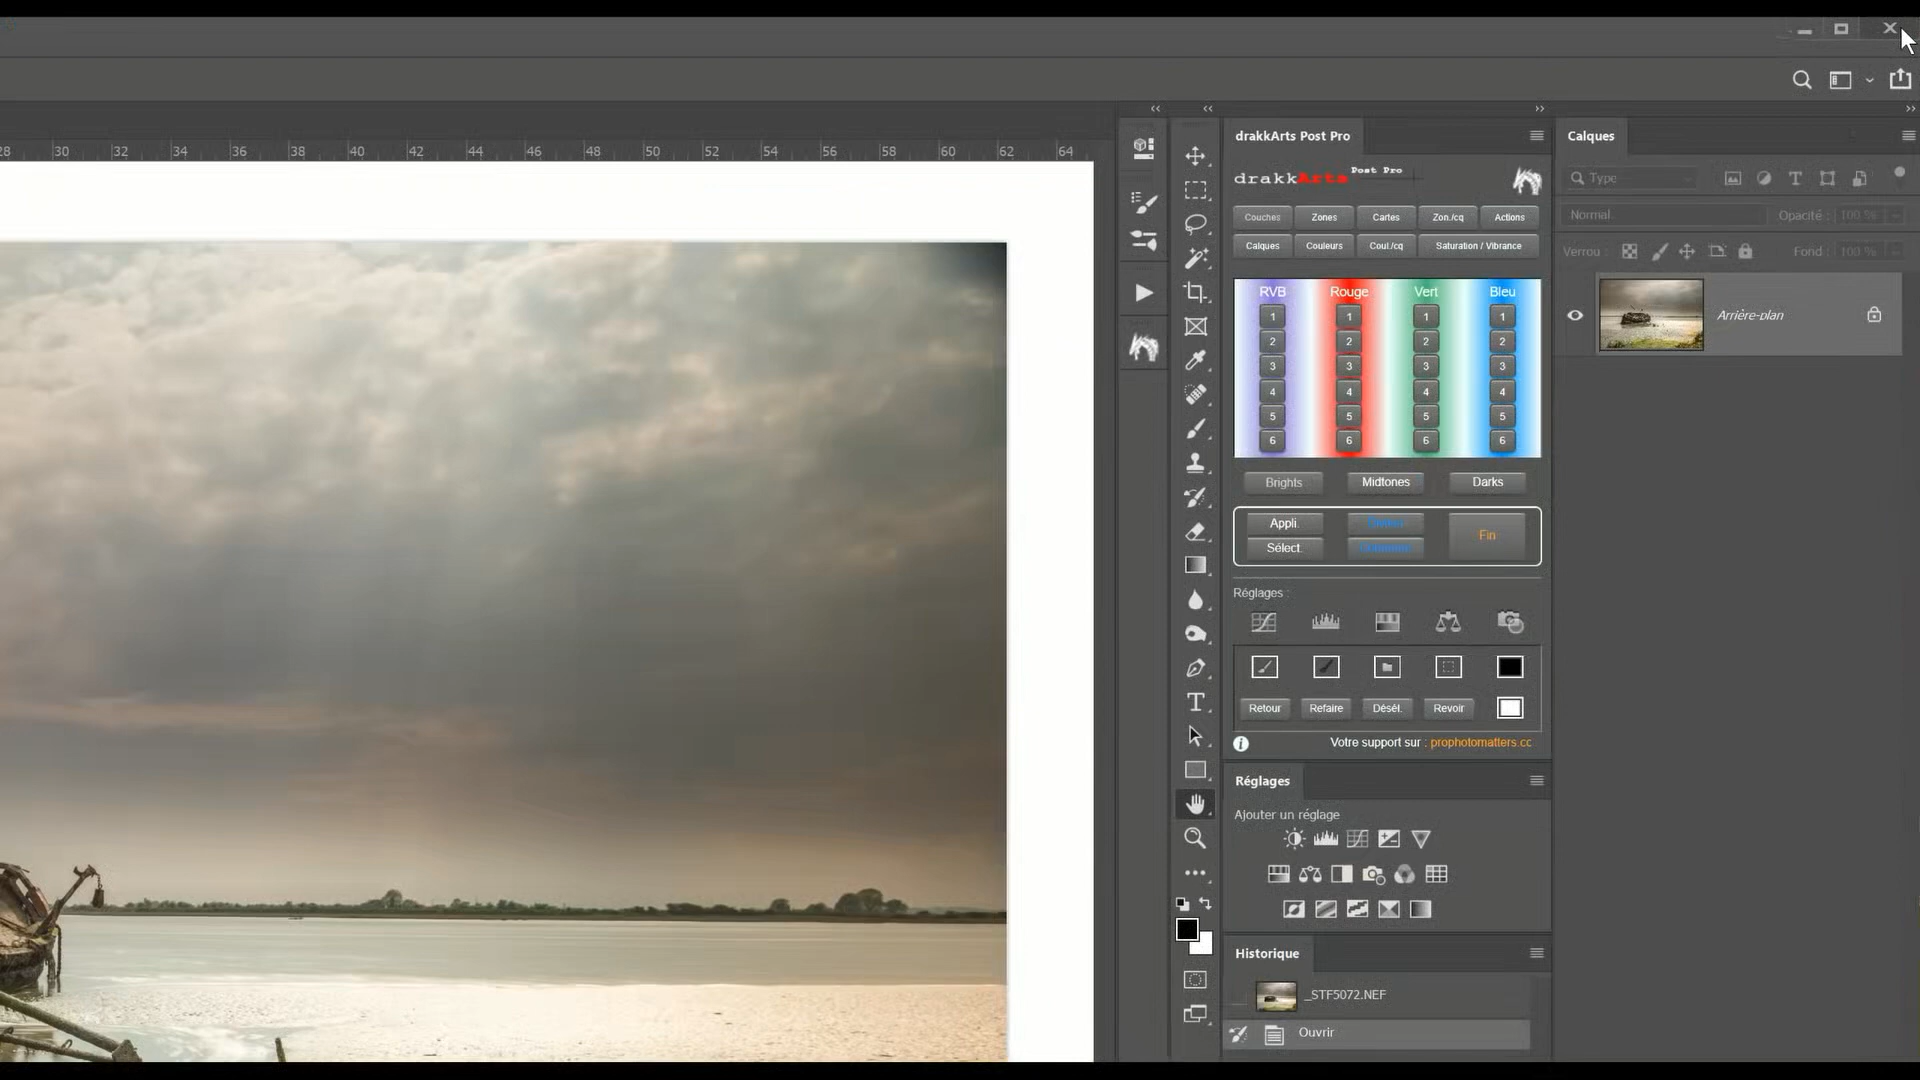 28 30 32 34 36 38 40 42 44 46 48 50 52 54 56 58 60 62 64
drakkArts Post Pro
drakkArts Post Pro
Couches Zones Cartes Zon./cq Actions
Calques Couleurs Coul./cq Saturation / Vibrance
RVB Rouge Vert Bleu
1 1 1 1
2 2 2 2
3 3 3 3
4 4 4 4
5 5 5 5
6 6 6 6
Brights Midtones Darks
Appli.
Sélect.
Fin
Réglages :
Retour Refaire Désél. Revoir
Votre support sur : prophotomatters.cc
Réglages
Ajouter un réglage
Historique
_STF5072.NEF
Ouvrir
Calques
Type
Normal
Opacité : 100 %
Verrou : Fond : 100 %
Arrière-plan